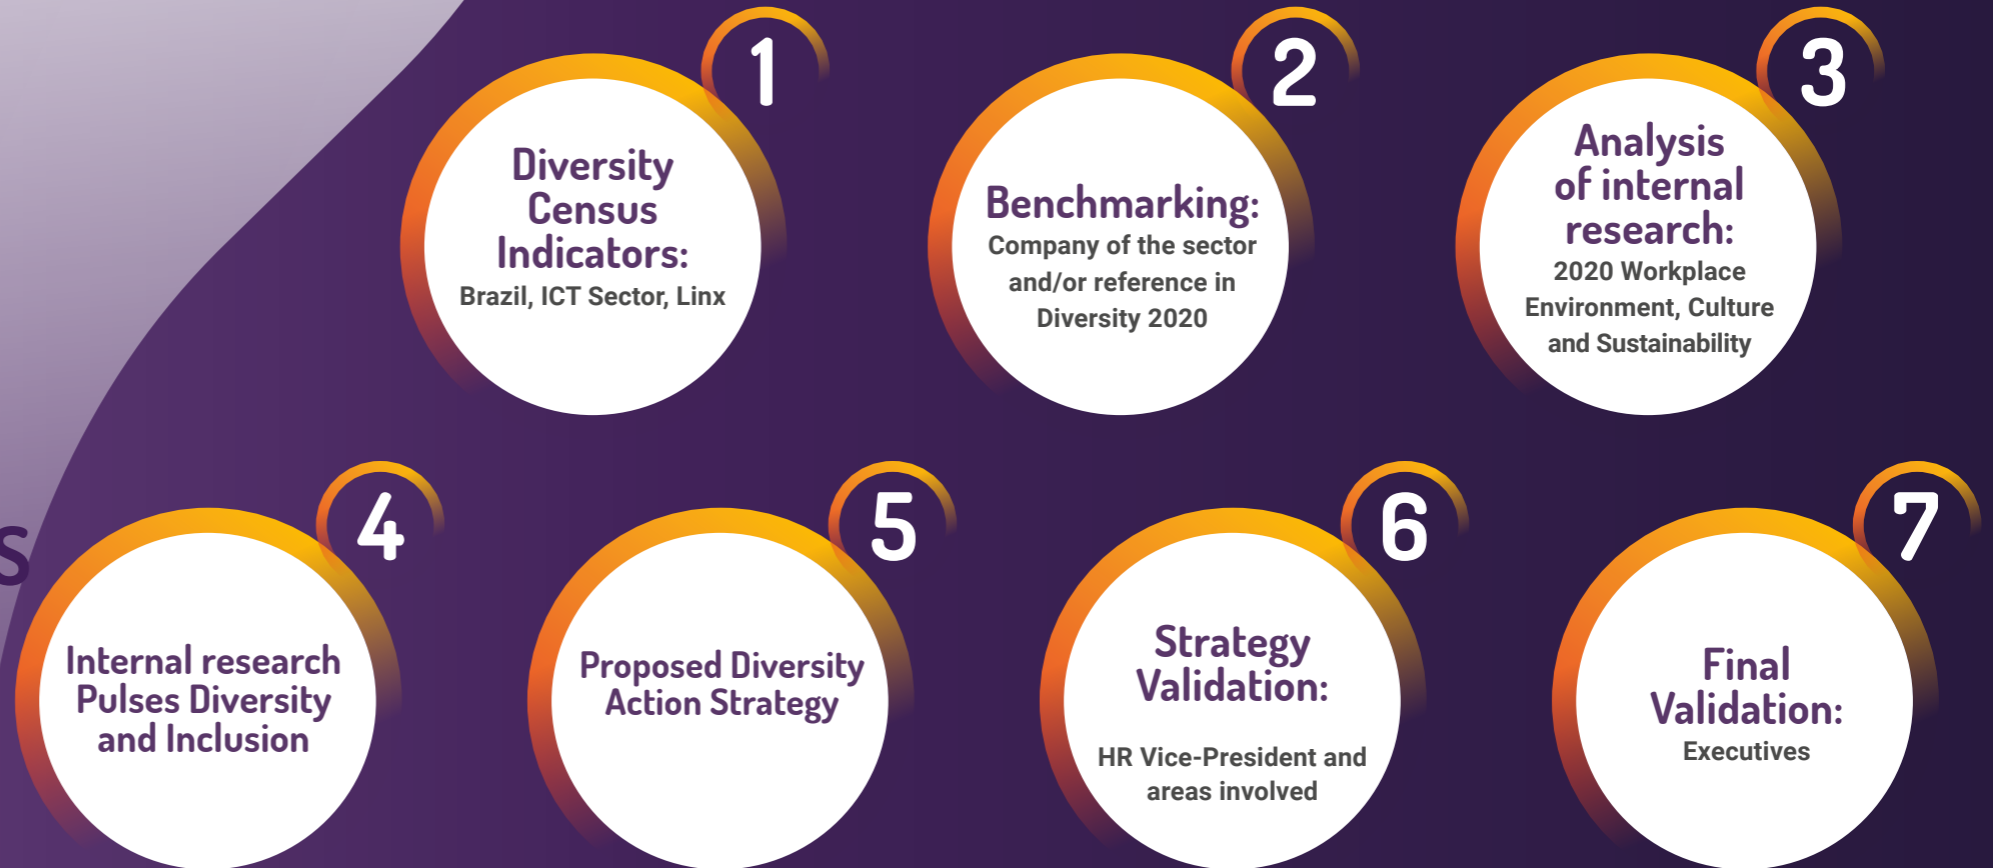 1
Diversity
Census
Indicators:
Brazil, ICT Sector, Linx
2
Benchmarking:
Company of the sector
and/or reference in
Diversity 2020
3
Analysis
of internal
research:
2020 Workplace
Environment, Culture
and Sustainability
s
4
Internal research
Pulses Diversity
and Inclusion
5
Proposed Diversity
Action Strategy
6
Strategy
Validation:
HR Vice-President and
areas involved
7
Final
Validation:
Executives